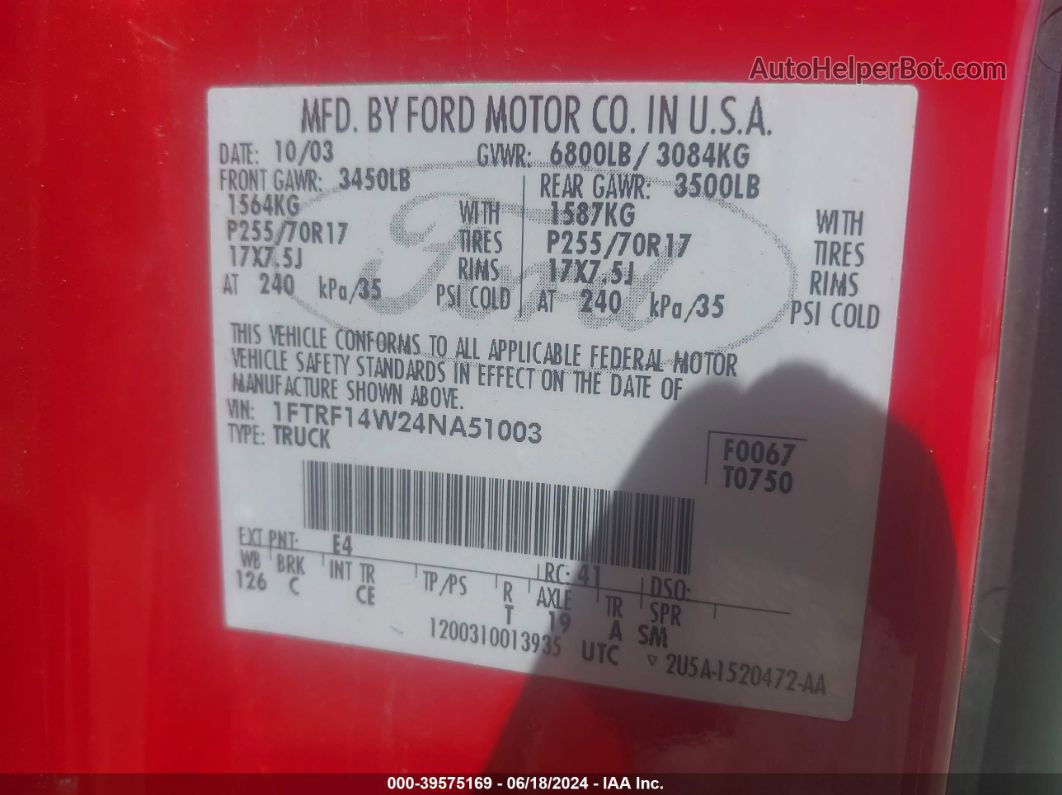 AutoHelperBot.com
MFD. BY FORD MOTOR CO. IN U.S.A.
DATE: 10/03 GVWR: 6800LB/ 3084KG
FRONT GAWR: 3450LB REAR GAWR: 3500LB
1564KG WITH 1587KG WITH
P255/70R17 TIRES P255/70R17 TIRES
17X7.5J RIMS 17X7.5J RIMS
AT 240 kPa/35 PSI COLD AT 240 kPa/35 PSI COLD
Ford
THIS VEHICLE CONFORMS TO ALL APPLICABLE FEDERAL MOTOR
VEHICLE SAFETY STANDARDS IN EFFECT ON THE DATE OF
MANUFACTURE SHOWN ABOVE.
VIN: 1FTRF14W24NA51003
TYPE: TRUCK
F0067
T0750
EXT PNT: E4 RC: 41 DSO:
WB BRK INT TR TP/PS R AXLE TR SPR
126 C CE T 19 A SM
1200310013935 UTC ▽ 2U5A-1520472-AA
000-39575169 - 06/18/2024 - IAA Inc.